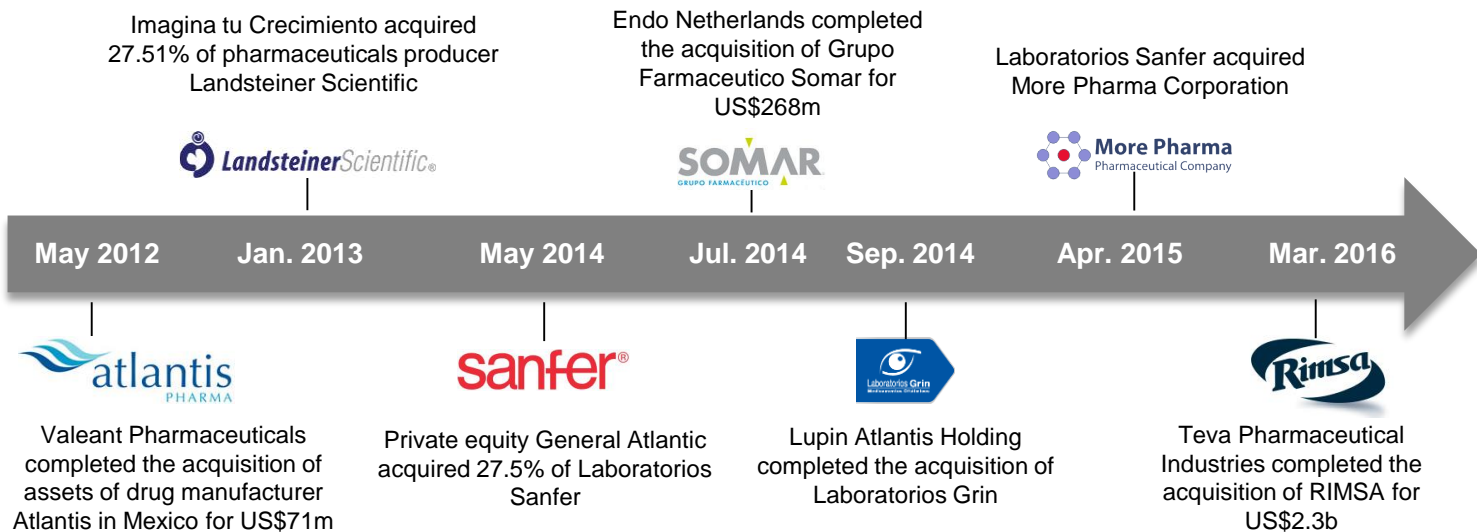 Imagina tu Crecimiento acquired
27.51% of pharmaceuticals producer
Landsteiner Scientific
Endo Netherlands completed
the acquisition of Grupo
Farmaceutico Somar for
US$268m
Laboratorios Sanfer acquired
More Pharma Corporation
LandsteinerScientific®
SOMAR
GRUPO FARMACÉUTICO
More Pharma
Pharmaceutical Company
May 2012
Jan. 2013
May 2014
Jul. 2014
Sep. 2014
Apr. 2015
Mar. 2016
atlantis
PHARMA
sanfer®
Laboratorios Grin
Rimsa
Valeant Pharmaceuticals
completed the acquisition of
assets of drug manufacturer
Atlantis in Mexico for US$71m
Private equity General Atlantic
acquired 27.5% of Laboratorios
Sanfer
Lupin Atlantis Holding
completed the acquisition of
Laboratorios Grin
Teva Pharmaceutical
Industries completed the
acquisition of RIMSA for
US$2.3b